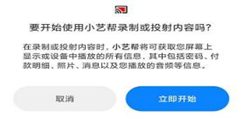 要开始使用小艺帮录制或投射内容吗?
在录制或投射内容时,小艺帮将可获取您屏幕上
显示或设备中播放的所有信息,其中包括密码、付
款明细、照片、消息以及您播放的音频等信息。
取消
立即开始